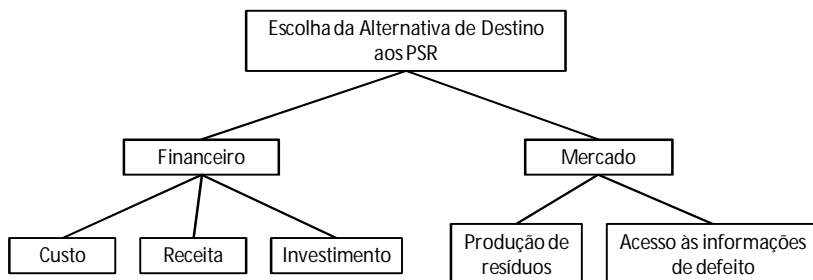 Escolha da Alternativa de Destino
aos PSR
Financeiro
Mercado
Custo
Receita
Investimento
Produção de
resíduos
Acesso às informações
de defeito